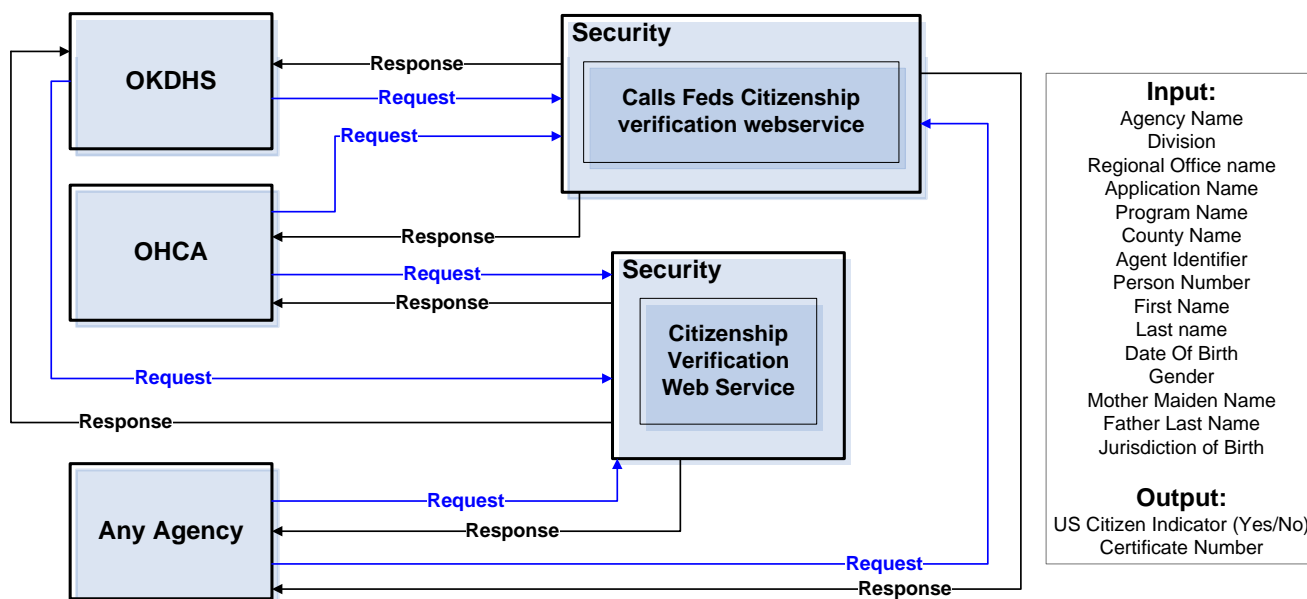 Security
Response
OKDHS
Request
Calls Feds Citizenship
verification webservice
Request
OHCA
Response
Request
Response
Security
Citizenship
Verification
Web Service
Request
Response
Any Agency
Request
Response
Request
Response
Input:
Agency Name
Division
Regional Office name
Application Name
Program Name
County Name
Agent Identifier
Person Number
First Name
Last name
Date Of Birth
Gender
Mother Maiden Name
Father Last Name
Jurisdiction of Birth
Output:
US Citizen Indicator (Yes/No)
Certificate Number